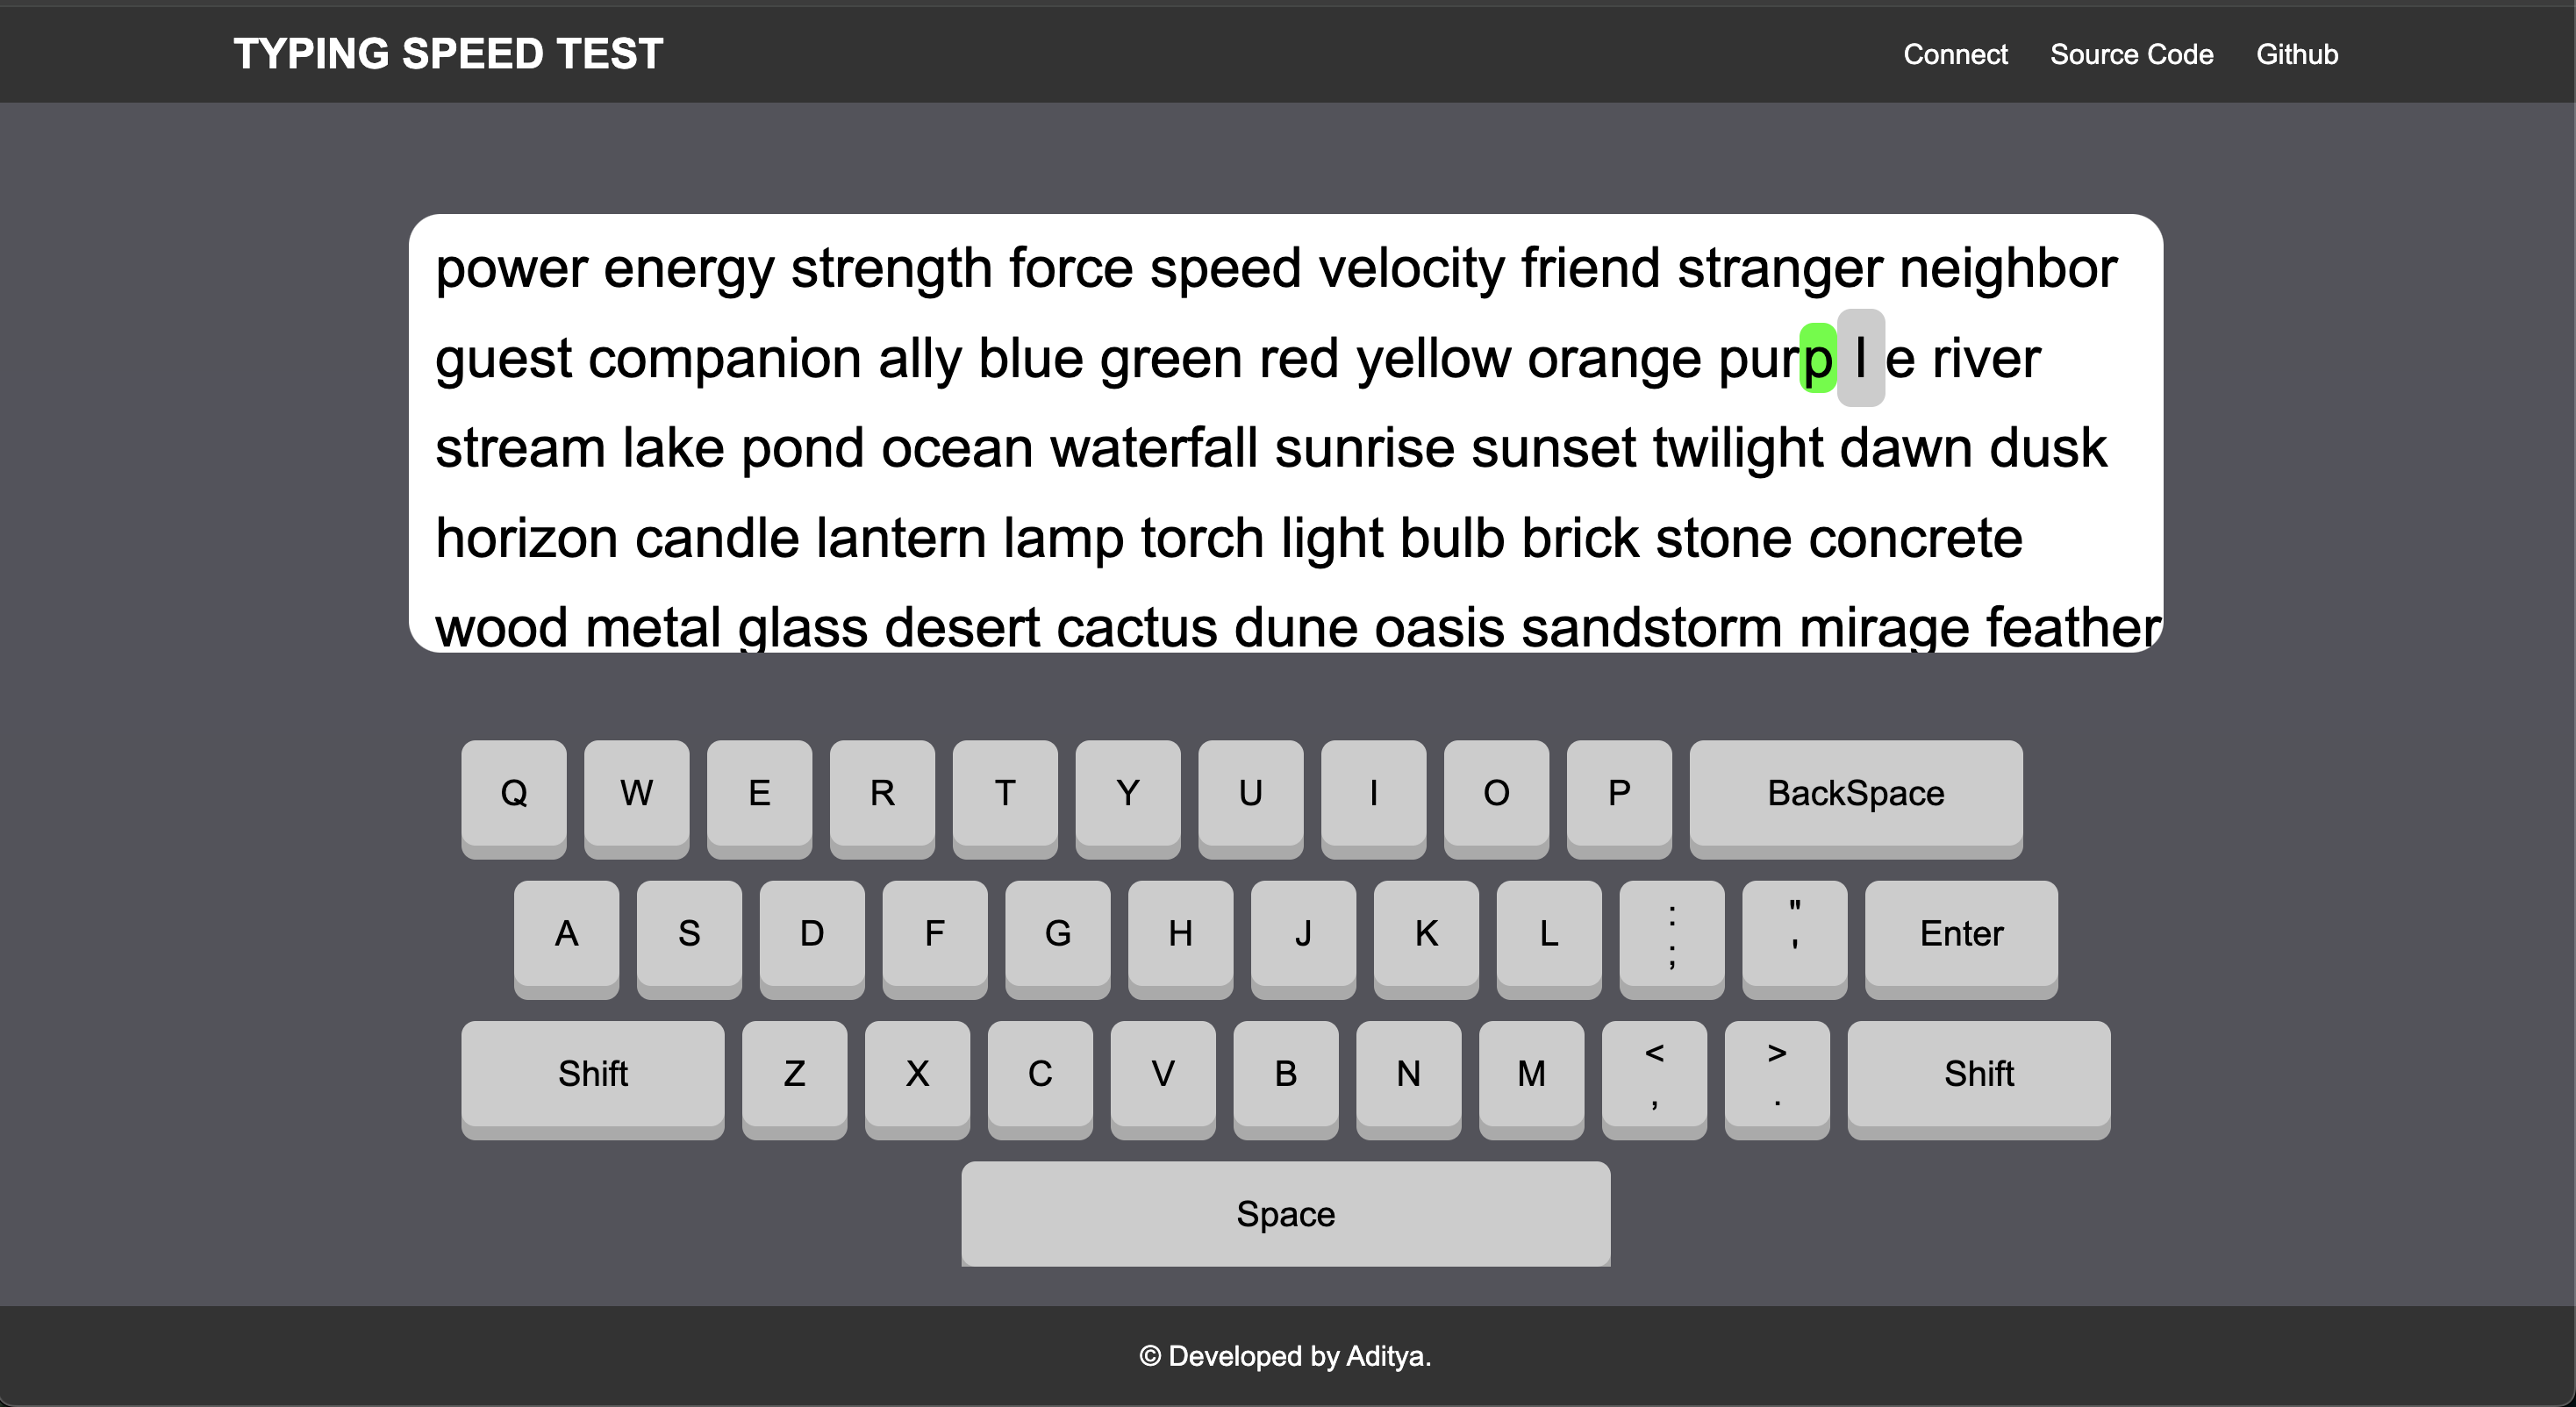 TYPING SPEED TEST
Connect Source Code Github
power energy strength force speed velocity friend stranger neighbor
guest companion ally blue green red yellow orange purple river
stream lake pond ocean waterfall sunrise sunset twilight dawn dusk
horizon candle lantern lamp torch light bulb brick stone concrete
wood metal glass desert cactus dune oasis sandstorm mirage feather
Q W E R T Y U I O P BackSpace
A S D F G H J K L : ; " ' Enter
Shift Z X C V B N M < , > . Shift
Space
© Developed by Aditya.